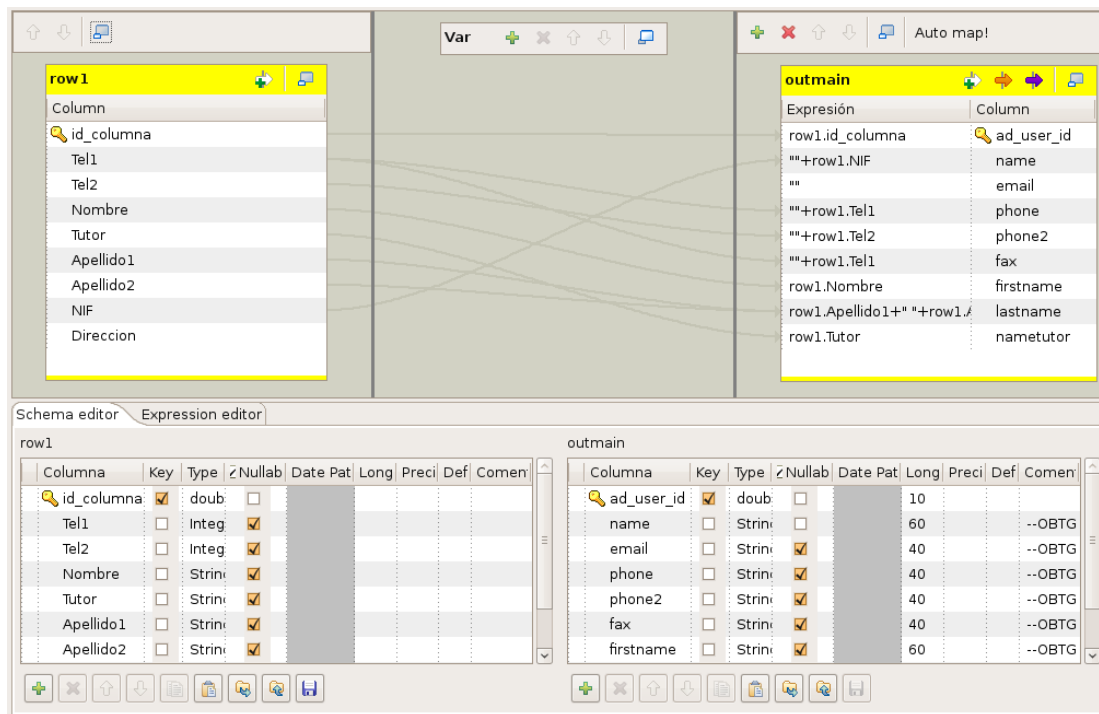 Var
Auto map!
row1
Column
id_columna
Tel1
Tel2
Nombre
Tutor
Apellido1
Apellido2
NIF
Direccion
outmain
Expresión Column
row1.id_columna ad_user_id
""+row1.NIF name
"" email
""+row1.Tel1 phone
""+row1.Tel2 phone2
""+row1.Tel1 fax
row1.Nombre firstname
row1.Apellido1+" "+row1. lastname
row1.Tutor nametutor
Schema editor Expression editor
row1
Columna Key Type Nullab Date Pat Long Preci Def Comen
id_columna doub
Tel1 Integ
Tel2 Integ
Nombre Strin
Tutor Strin
Apellido1 Strin
Apellido2 Strin
outmain
Columna Key Type Nullab Date Pat Long Preci Def Comen
ad_user_id doub 10
name Strin 60 --OBTG
email Strin 40 --OBTG
phone Strin 40 --OBTG
phone2 Strin 40 --OBTG
fax Strin 40 --OBTG
firstname Strin 60 --OBTG